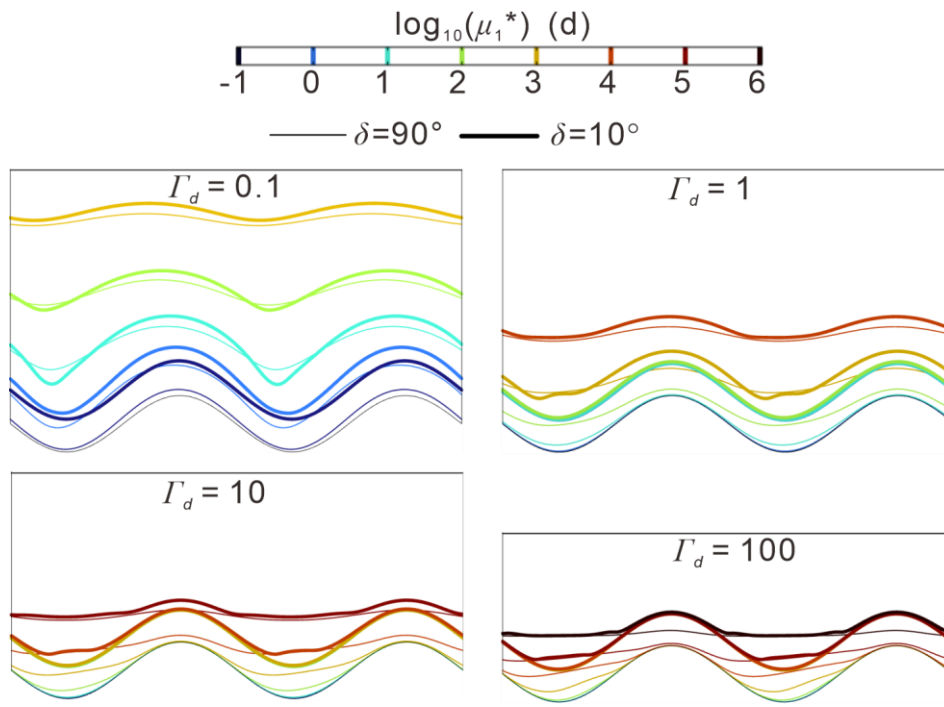 log₁₀(μ₁*) (d)
-1 0 1 2 3 4 5 6
δ=90° δ=10°
Γd = 0.1
Γd = 1
Γd = 10
Γd = 100